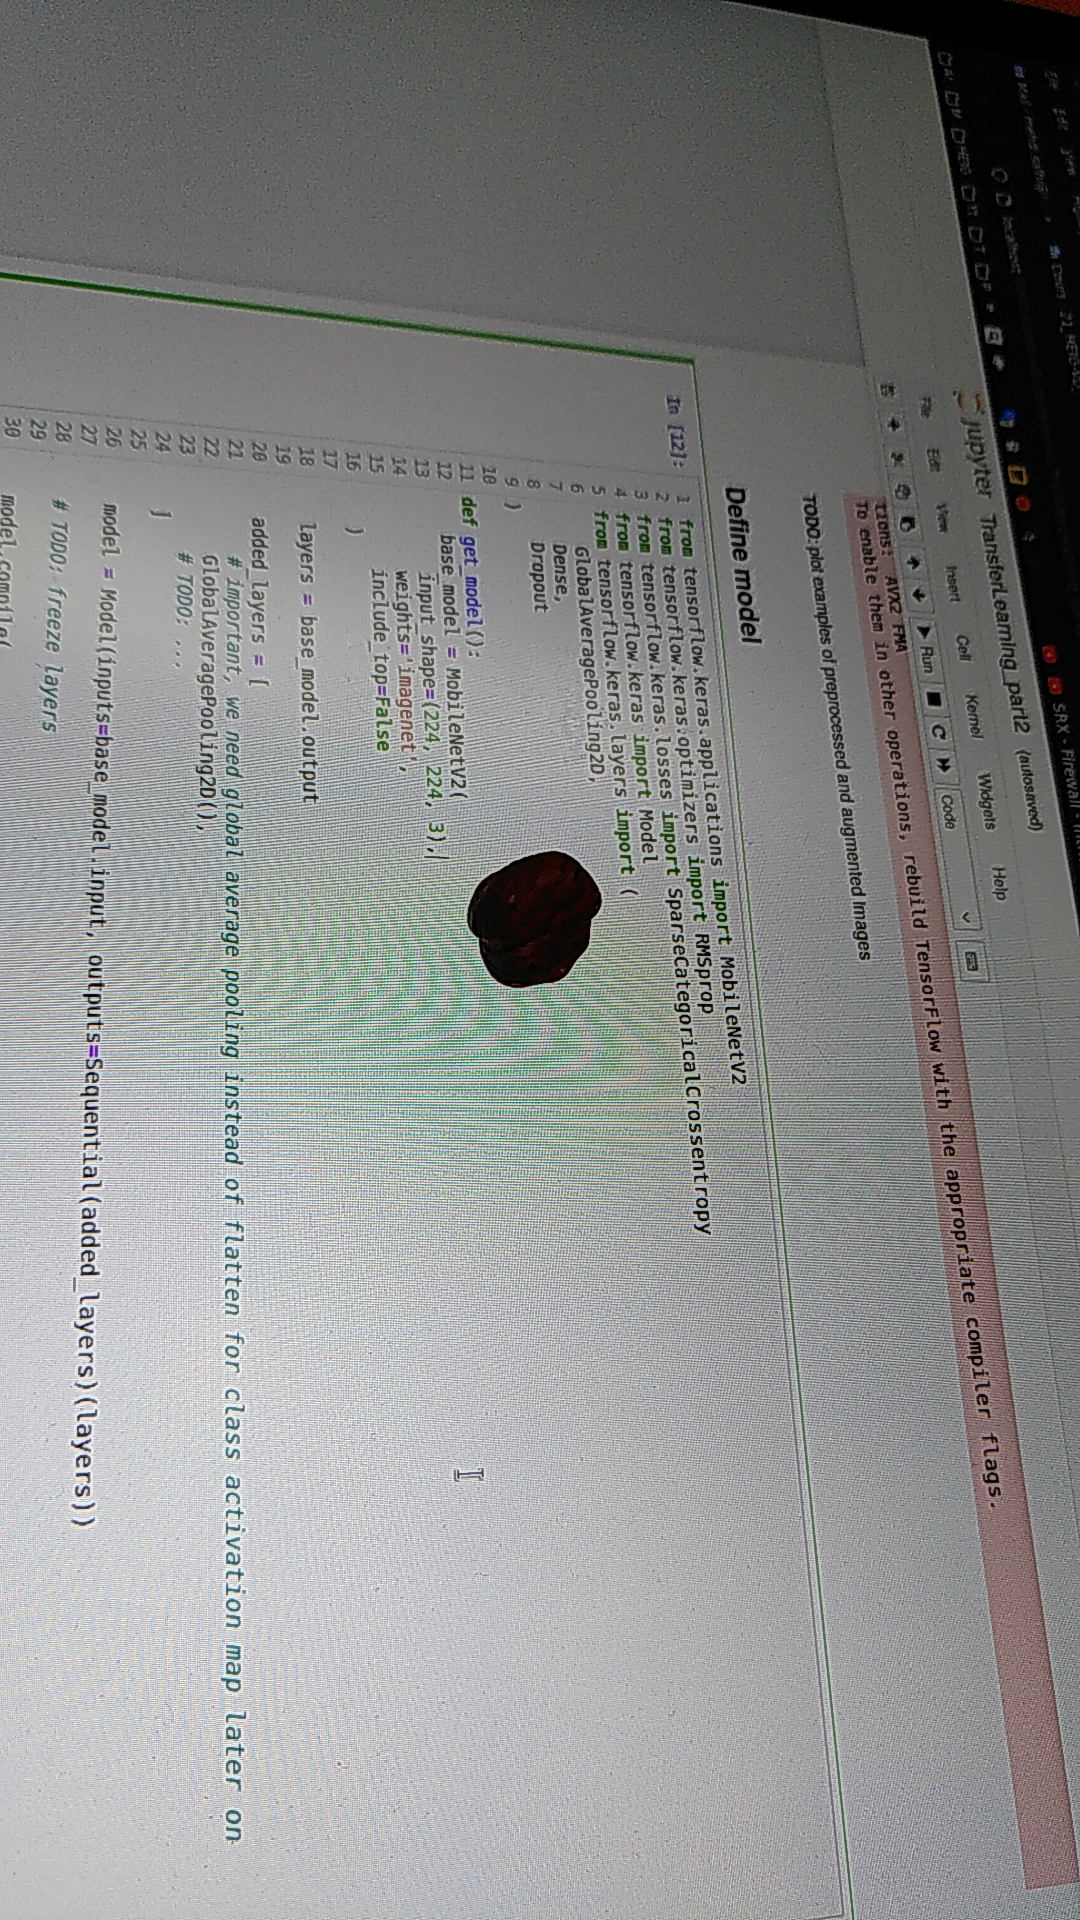 Jupyter TransferLearning_part2 (autosaved)
File Edit View Insert Cell Kernel Widgets Help
Run Code
tions: AVX2 FMA
To enable them in other operations, rebuild TensorFlow with the appropriate compiler flags.
TODO: plot examples of preprocessed and augmented Images
Define model
In [12]:
1 from tensorflow.keras.applications import MobileNetV2
2 from tensorflow.keras.optimizers import RMSprop
3 from tensorflow.keras.losses import SparseCategoricalCrossentropy
4 from tensorflow.keras import Model
5 from tensorflow.keras.layers import (
6 GlobalAveragePooling2D,
7 Dense,
8 Dropout
9 )
10
11 def get_model():
12 base_model = MobileNetV2(
13 input_shape=(224, 224, 3),
14 weights='imagenet',
15 include_top=False
16 )
17
18 layers = base_model.output
19
20 added_layers = [
21 # important, we need global average pooling instead of flatten for class activation map later on
22 GlobalAveragePooling2D(),
23 # TODO: ...
24 ]
25
26 model = Model(inputs=base_model.input, outputs=Sequential(added_layers)(layers))
27
28 # TODO: freeze layers
29
30 model.compile(